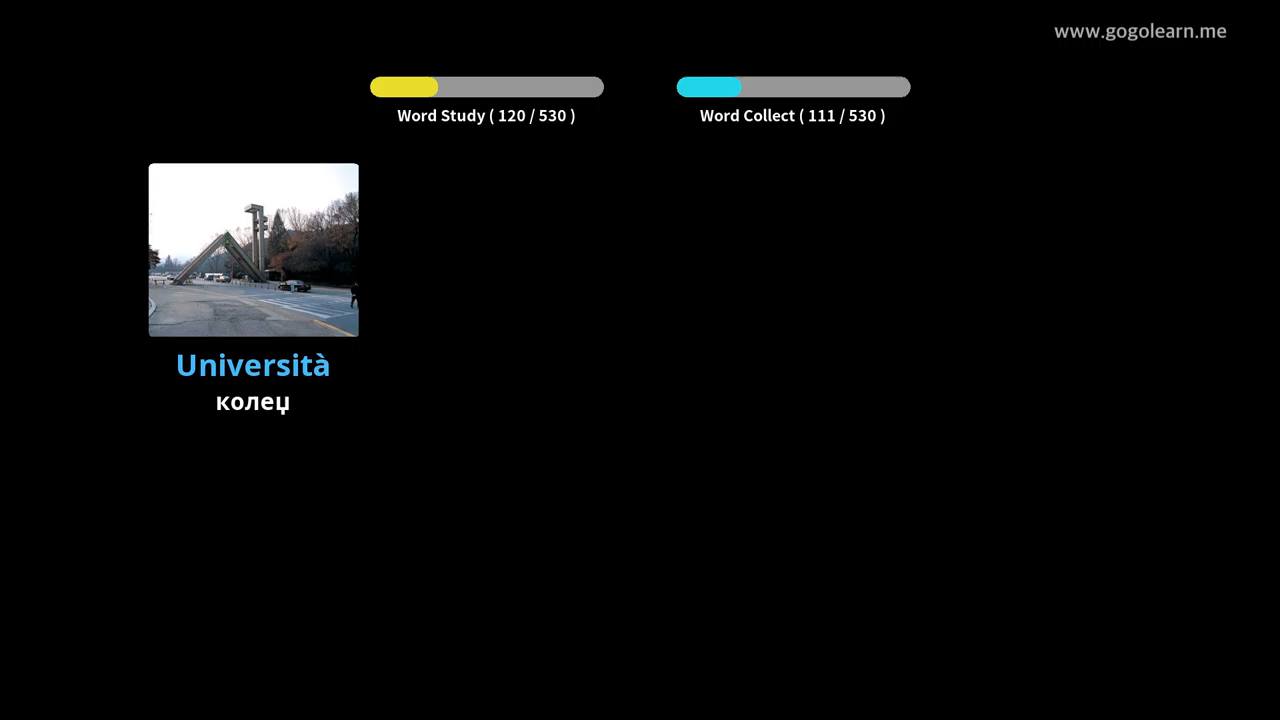 www.gogolearn.me
Word Study ( 120 / 530 )
Word Collect ( 111 / 530 )
Università
колеџ